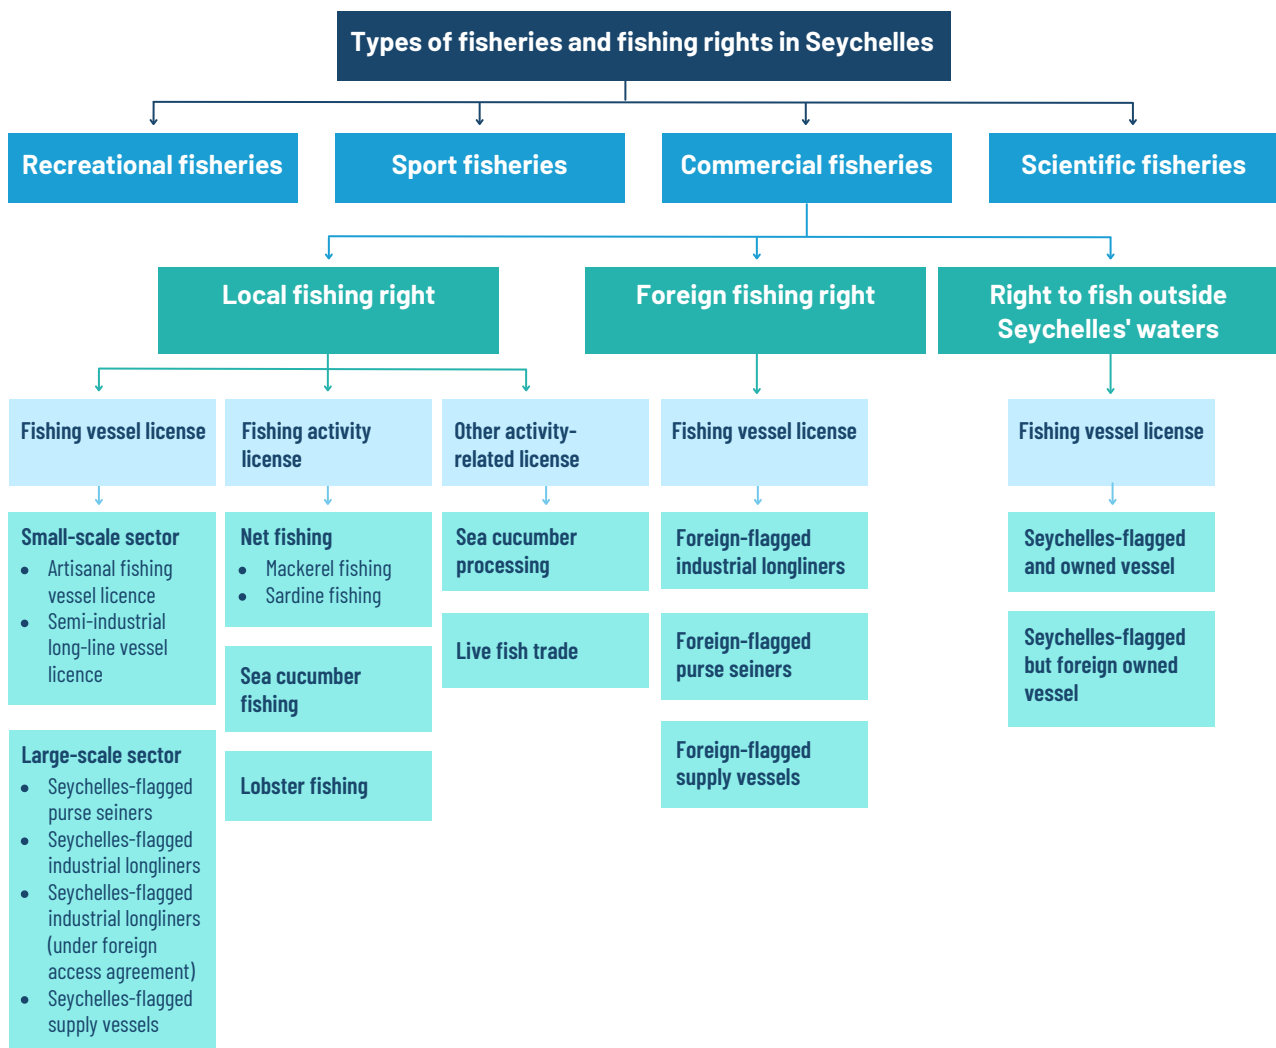 Types of fisheries and fishing rights in Seychelles
Recreational fisheries
Sport fisheries
Commercial fisheries
Scientific fisheries
Local fishing right
Foreign fishing right
Right to fish outside
Seychelles' waters
Fishing vessel license
Fishing activity
license
Other activity-
related license
Fishing vessel license
Fishing vessel license
Small-scale sector
• Artisanal fishing
vessel licence
• Semi-industrial
long-line vessel
licence
Large-scale sector
• Seychelles-flagged
purse seiners
• Seychelles-flagged
industrial longliners
• Seychelles-flagged
industrial longliners
(under foreign
access agreement)
• Seychelles-flagged
supply vessels
Net fishing
• Mackerel fishing
• Sardine fishing
Sea cucumber
fishing
Lobster fishing
Sea cucumber
processing
Live fish trade
Foreign-flagged
industrial longliners
Foreign-flagged
purse seiners
Foreign-flagged
supply vessels
Seychelles-flagged
and owned vessel
Seychelles-flagged
but foreign owned
vessel